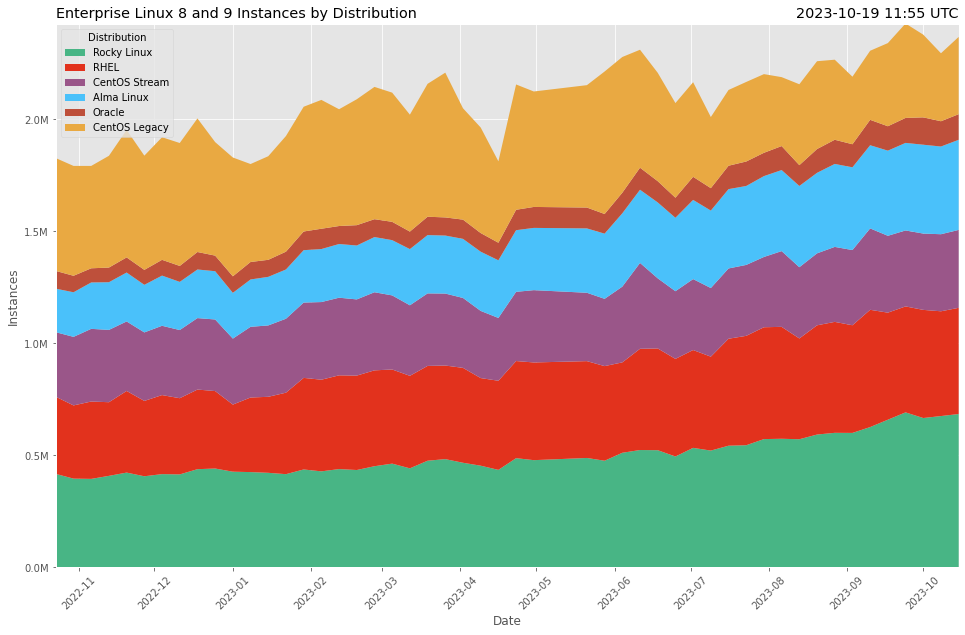 Enterprise Linux 8 and 9 Instances by Distribution
2023-10-19 11:55 UTC
Distribution
Rocky Linux
RHEL
CentOS Stream
Alma Linux
Oracle
CentOS Legacy
2.0M
1.5M
1.0M
0.5M
0.0M
Instances
2022-11
2022-12
2023-01
2023-02
2023-03
2023-04
2023-05
2023-06
2023-07
2023-08
2023-09
2023-10
Date